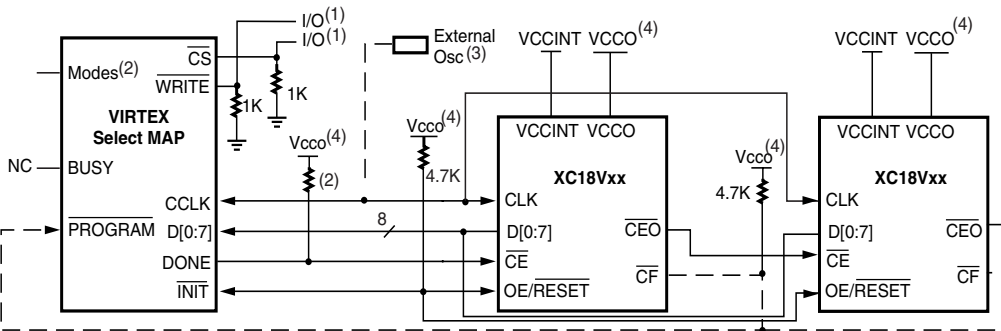 I/O(1)
I/O(1)
External
Osc(3)
VCCINT VCCO(4)
VCCINT VCCO(4)
CS
Modes(2)
WRITE
1K
1K
VIRTEX
Select MAP
Vcco(4)
Vcco(4)
VCCINT VCCO
VCCINT VCCO
NC
BUSY
(2)
4.7K
XC18Vxx
Vcco(4)
4.7K
XC18Vxx
CCLK
CLK
CLK
PROGRAM
D[0:7]
8
D[0:7]
CEO
D[0:7]
CEO
DONE
CE
CF
CE
CF
INIT
OE/RESET
OE/RESET